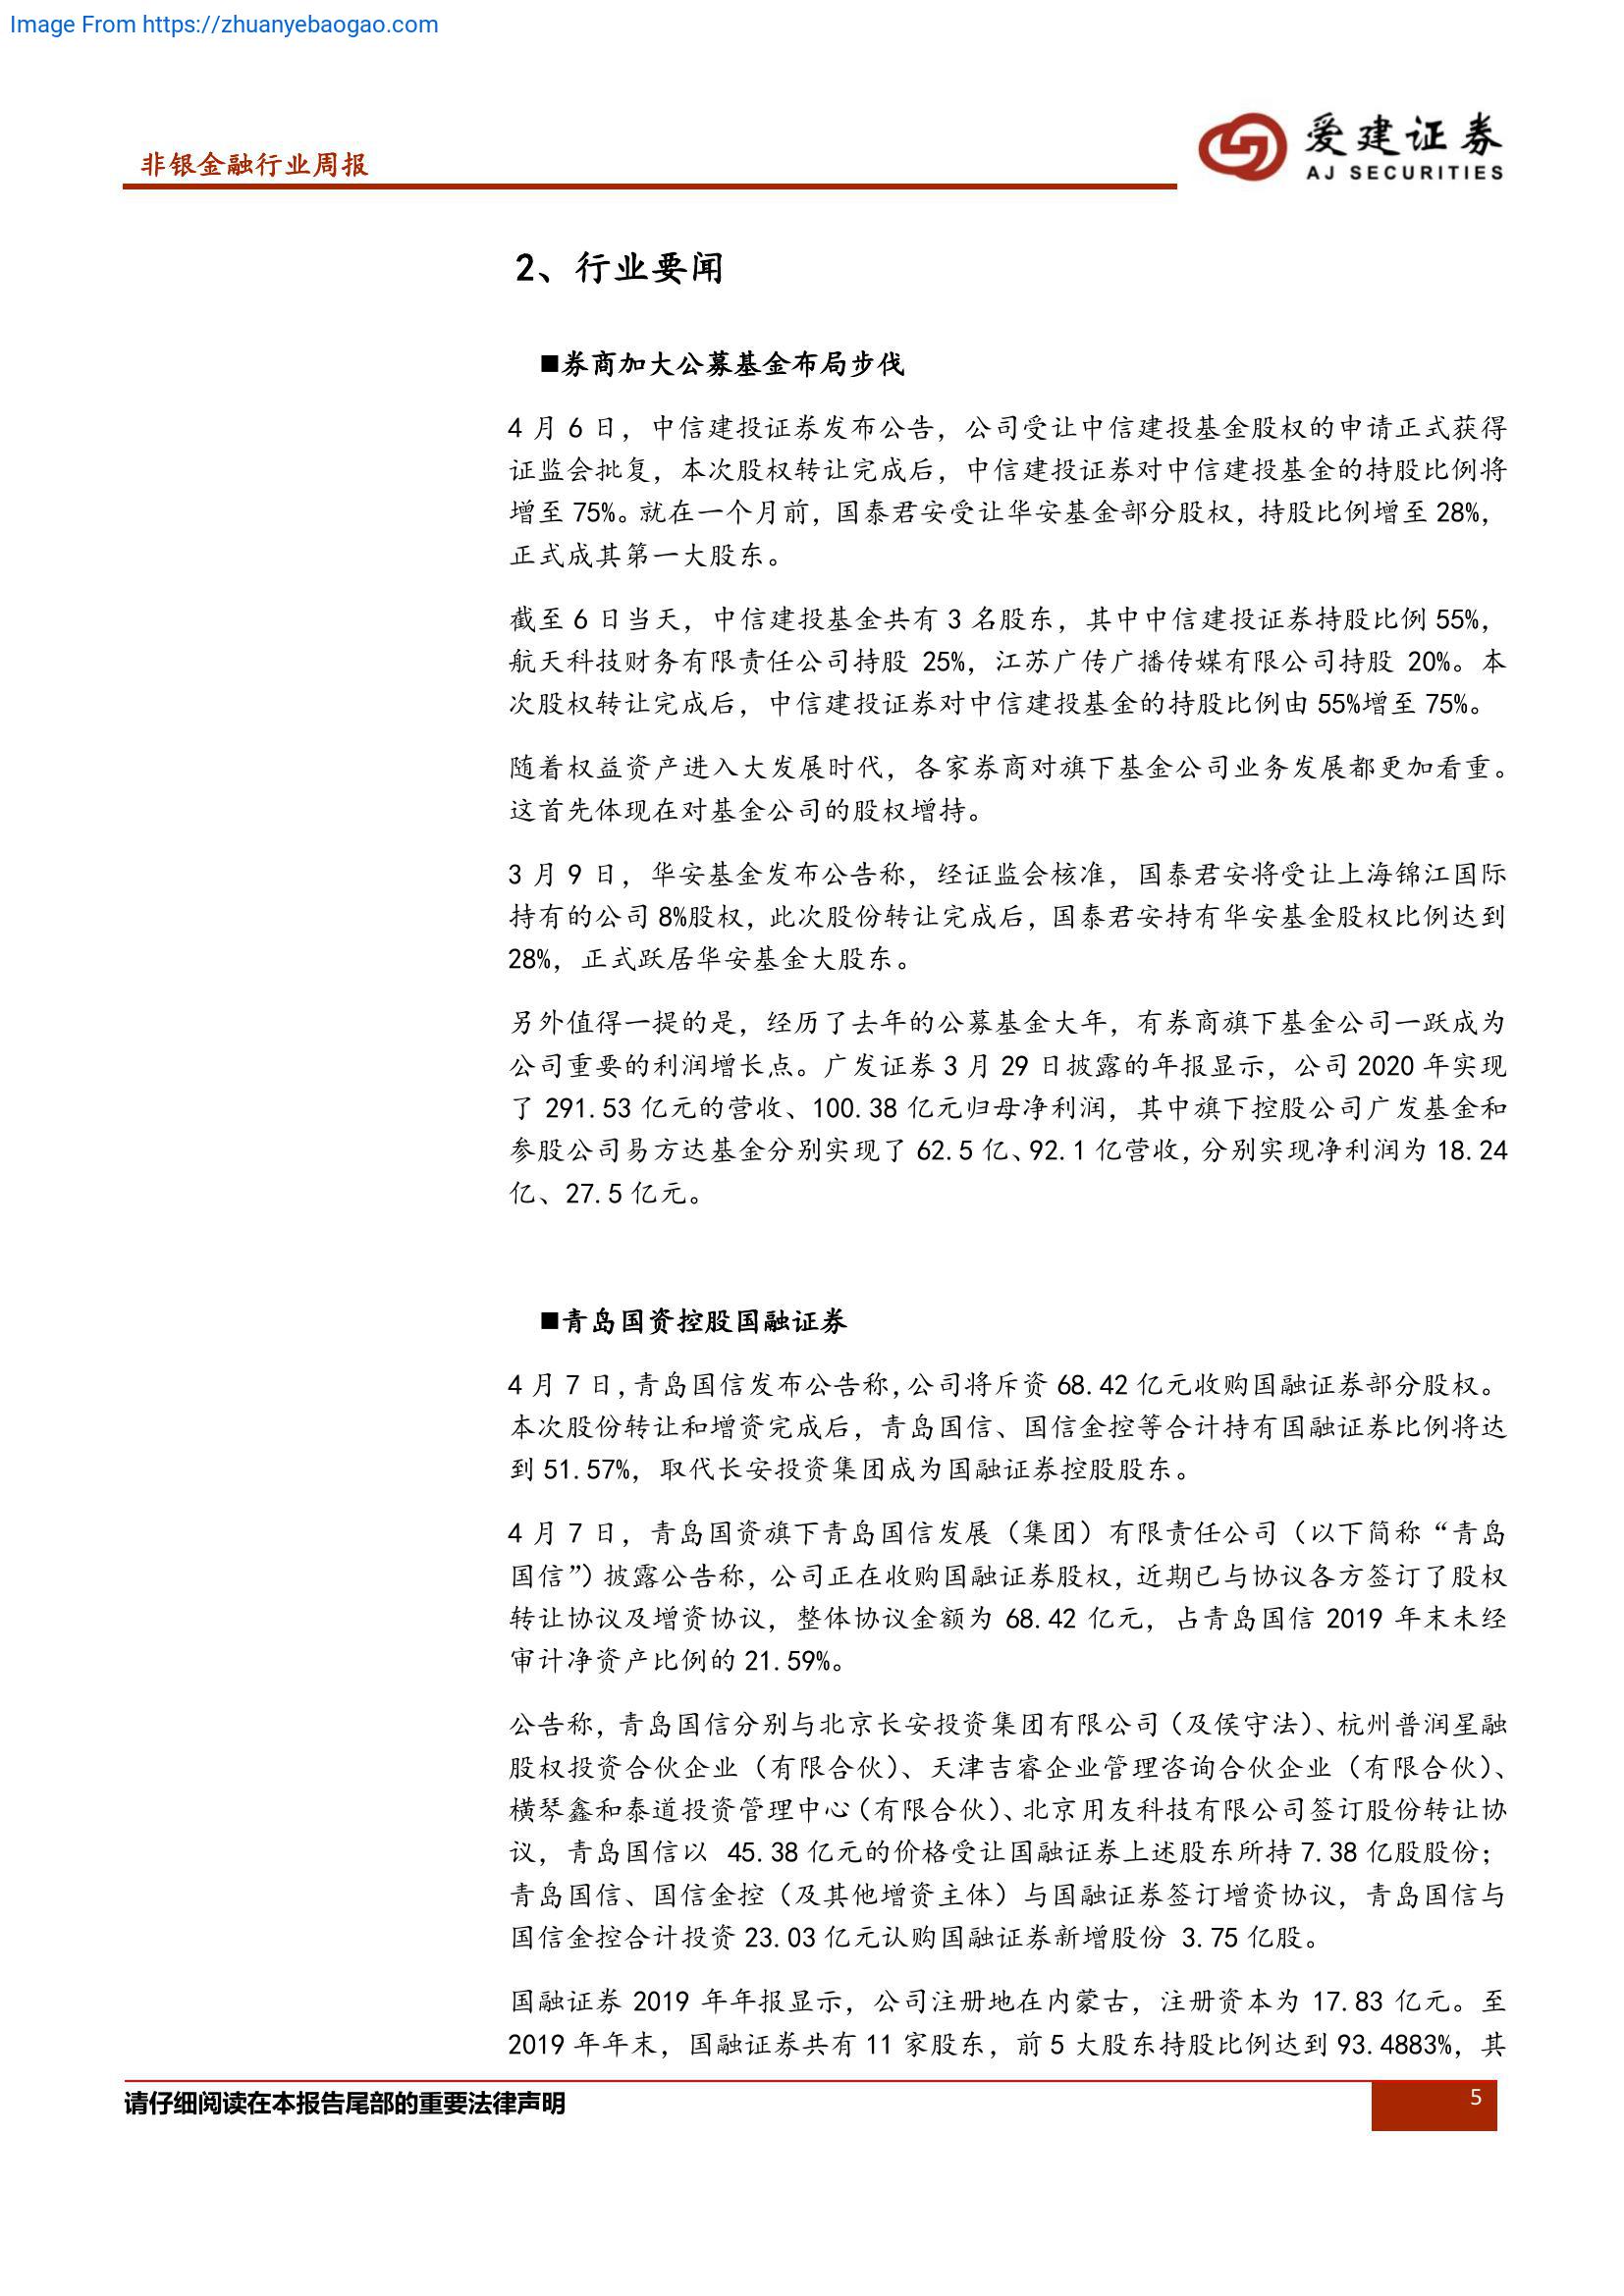 Image From https://zhuanyebaogao.com
非银金融行业周报
爱建证券
AJ SECURITIES
2、行业要闻
■券商加大公募基金布局步伐
4 月 6 日，中信建投证券发布公告，公司受让中信建投基金股权的申请正式获得
证监会批复，本次股权转让完成后，中信建投证券对中信建投基金的持股比例将
增至 75%。就在一个月前，国泰君安受让华安基金部分股权，持股比例增至 28%，
正式成其第一大股东。
截至 6 日当天，中信建投基金共有 3 名股东，其中中信建投证券持股比例 55%，
航天科技财务有限责任公司持股 25%，江苏广传广播传媒有限公司持股 20%。本
次股权转让完成后，中信建投证券对中信建投基金的持股比例由 55%增至 75%。
随着权益资产进入大发展时代，各家券商对旗下基金公司业务发展都更加看重。
这首先体现在对基金公司的股权增持。
3 月 9 日，华安基金发布公告称，经证监会核准，国泰君安将受让上海锦江国际
持有的公司 8%股权，此次股份转让完成后，国泰君安持有华安基金股权比例达到
28%，正式跃居华安基金大股东。
另外值得一提的是，经历了去年的公募基金大年，有券商旗下基金公司一跃成为
公司重要的利润增长点。广发证券 3 月 29 日披露的年报显示，公司 2020 年实现
了 291.53 亿元的营收、100.38 亿元归母净利润，其中旗下控股公司广发基金和
参股公司易方达基金分别实现了 62.5 亿、92.1 亿营收，分别实现净利润为 18.24
亿、27.5 亿元。
■青岛国资控股国融证券
4 月 7 日，青岛国信发布公告称，公司将斥资 68.42 亿元收购国融证券部分股权。
本次股份转让和增资完成后，青岛国信、国信金控等合计持有国融证券比例将达
到 51.57%，取代长安投资集团成为国融证券控股股东。
4 月 7 日，青岛国资旗下青岛国信发展（集团）有限责任公司（以下简称“青岛
国信”）披露公告称，公司正在收购国融证券股权，近期已与协议各方签订了股权
转让协议及增资协议，整体协议金额为 68.42 亿元，占青岛国信 2019 年末未经
审计净资产比例的 21.59%。
公告称，青岛国信分别与北京长安投资集团有限公司（及侯守法）、杭州普润星融
股权投资合伙企业（有限合伙）、天津吉睿企业管理咨询合伙企业（有限合伙）、
横琴鑫和泰道投资管理中心（有限合伙）、北京用友科技有限公司签订股份转让协
议，青岛国信以 45.38 亿元的价格受让国融证券上述股东所持 7.38 亿股股份；
青岛国信、国信金控（及其他增资主体）与国融证券签订增资协议，青岛国信与
国信金控合计投资 23.03 亿元认购国融证券新增股份 3.75 亿股。
国融证券 2019 年年报显示，公司注册地在内蒙古，注册资本为 17.83 亿元。至
2019 年年末，国融证券共有 11 家股东，前 5 大股东持股比例达到 93.4883%，其
请仔细阅读在本报告尾部的重要法律声明
5